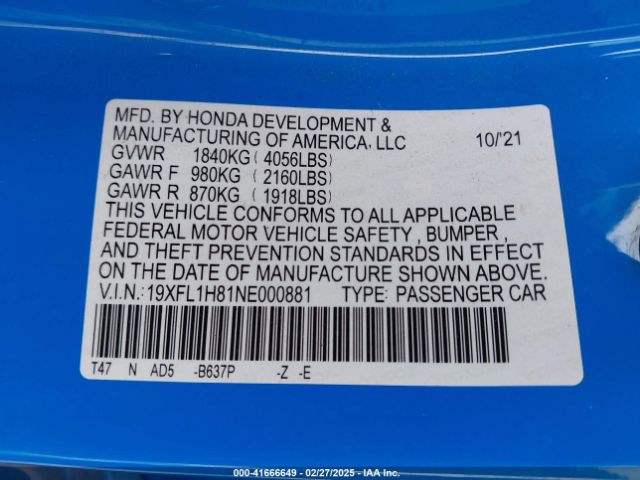 MFD. BY HONDA DEVELOPMENT &
MANUFACTURING OF AMERICA, LLC 10/'21
GVWR 1840KG ( 4056LBS)
GAWR F 980KG ( 2160LBS)
GAWR R 870KG ( 1918LBS)
THIS VEHICLE CONFORMS TO ALL APPLICABLE
FEDERAL MOTOR VEHICLE SAFETY , BUMPER ,
AND THEFT PREVENTION STANDARDS IN EFFECT
ON THE DATE OF MANUFACTURE SHOWN ABOVE.
V.I.N.:19XFL1H81NE000881 TYPE: PASSENGER CAR
T47 N AD5 -B637P -Z -E
000-41666649 - 02/27/2025 - IAA, Inc.